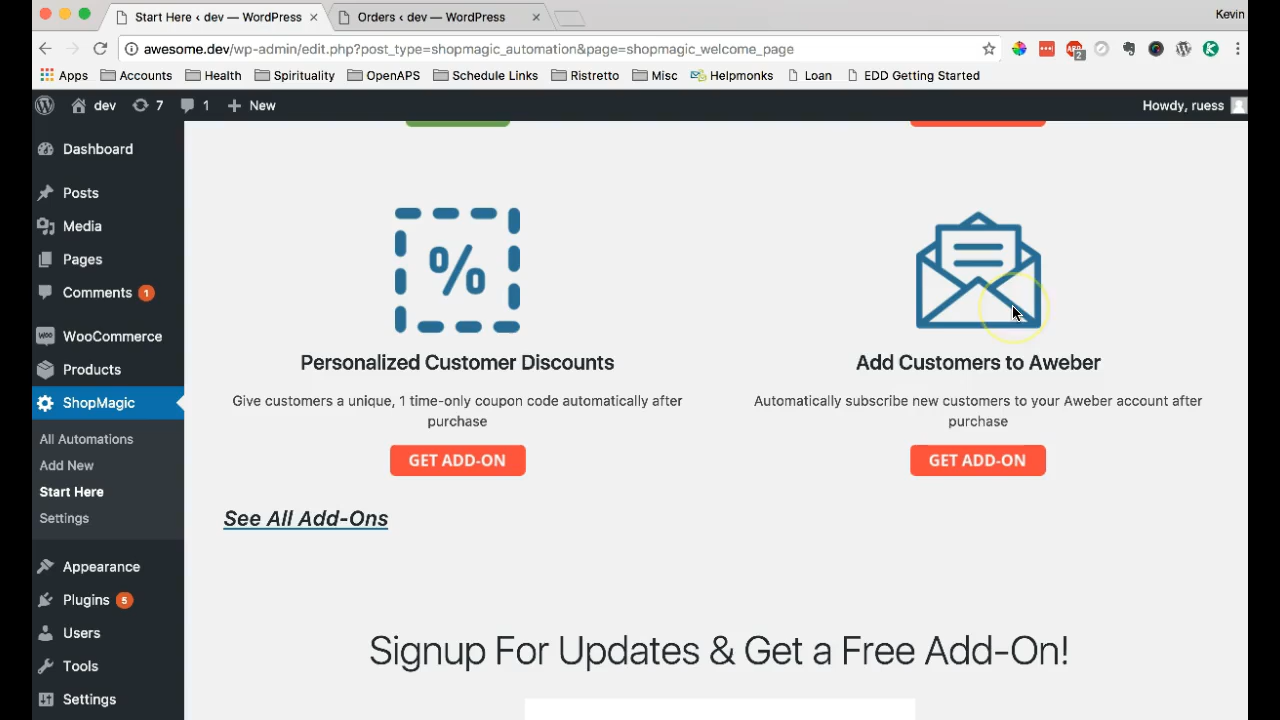 Start Here ‹ dev — WordPress
Orders ‹ dev — WordPress
Kevin
awesome.dev/wp-admin/edit.php?post_type=shopmagic_automation&page=shopmagic_welcome_page
Apps
Accounts
Health
Spirituality
OpenAPS
Schedule Links
Ristretto
Misc
Helpmonks
Loan
EDD Getting Started
dev
7
1
New
Howdy, ruess
Dashboard
Posts
Media
Pages
Comments 1
WooCommerce
Products
ShopMagic
All Automations
Add New
Start Here
Settings
Appearance
Plugins 5
Users
Tools
Settings
%
Personalized Customer Discounts
Give customers a unique, 1 time-only coupon code automatically after
purchase
GET ADD-ON
Add Customers to Aweber
Automatically subscribe new customers to your Aweber account after
purchase
GET ADD-ON
See All Add-Ons
Signup For Updates & Get a Free Add-On!